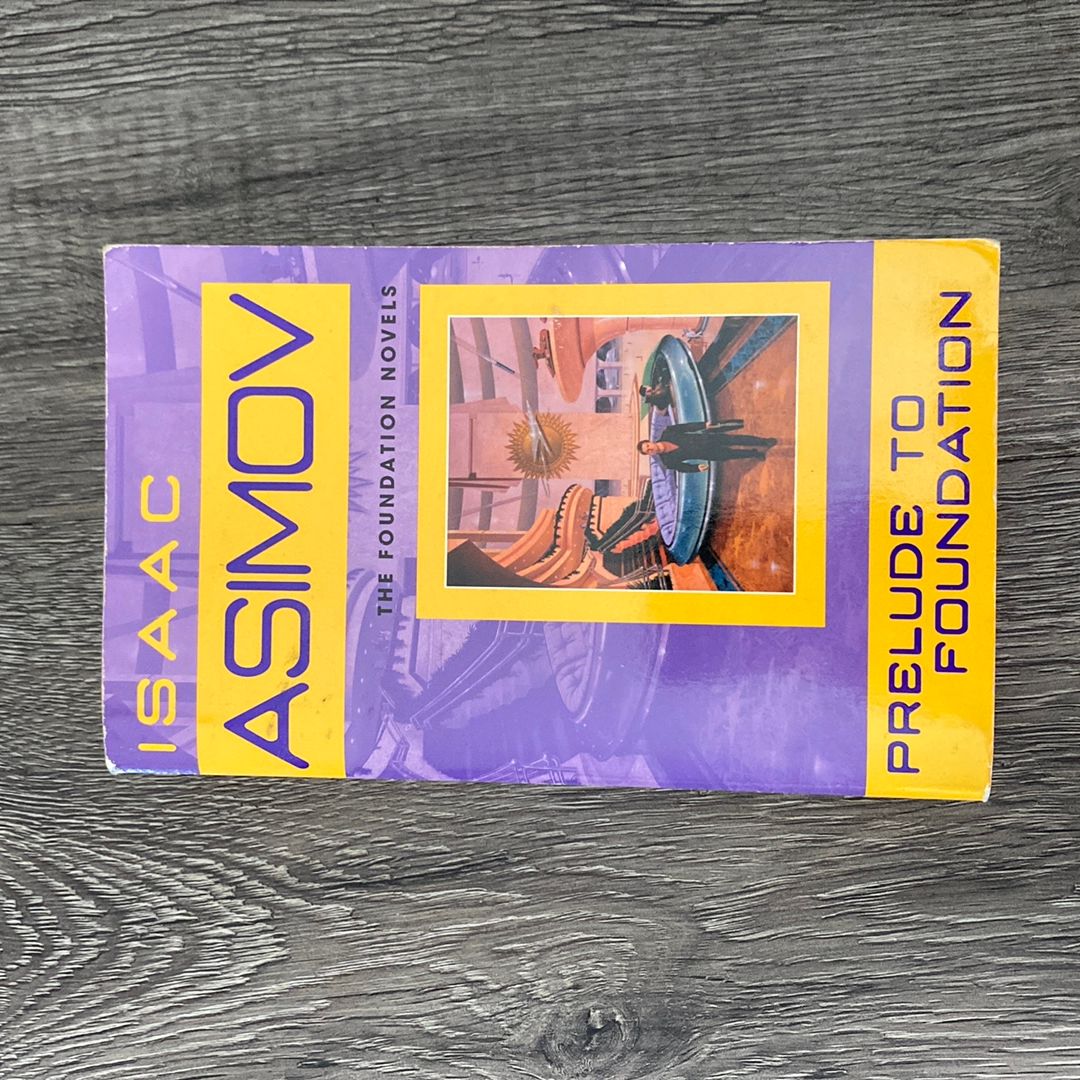 ISAAC
ASIMOV
THE FOUNDATION NOVELS
PRELUDE TO
FOUNDATION